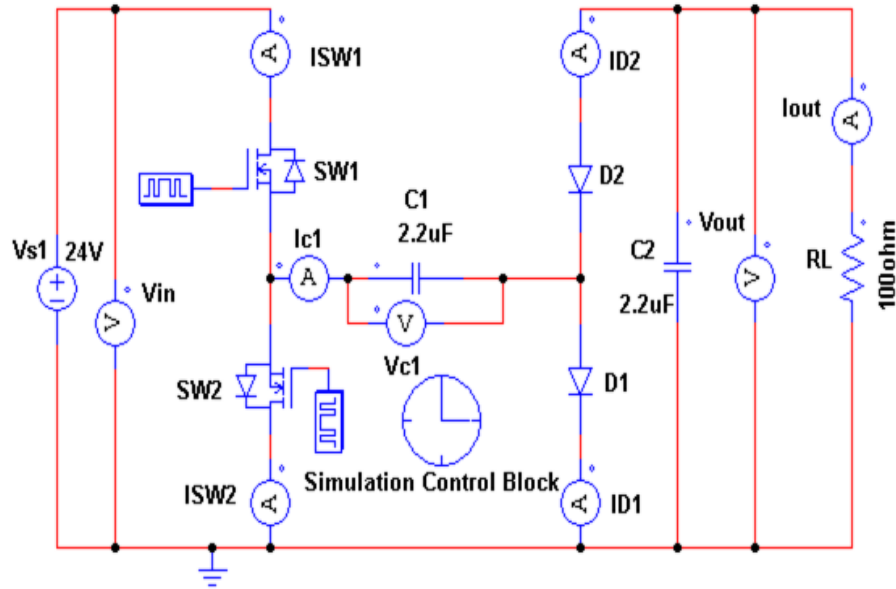 ISW1
ID2
Iout
A
A
A
SW1
D2
C1
2.2uF
Ic1
A
Vs1 24V
Vin
V
V
Vc1
C2
2.2uF
Vout
V
RL
100ohm
SW2
D1
Simulation Control Block
ISW2
A
ID1
A